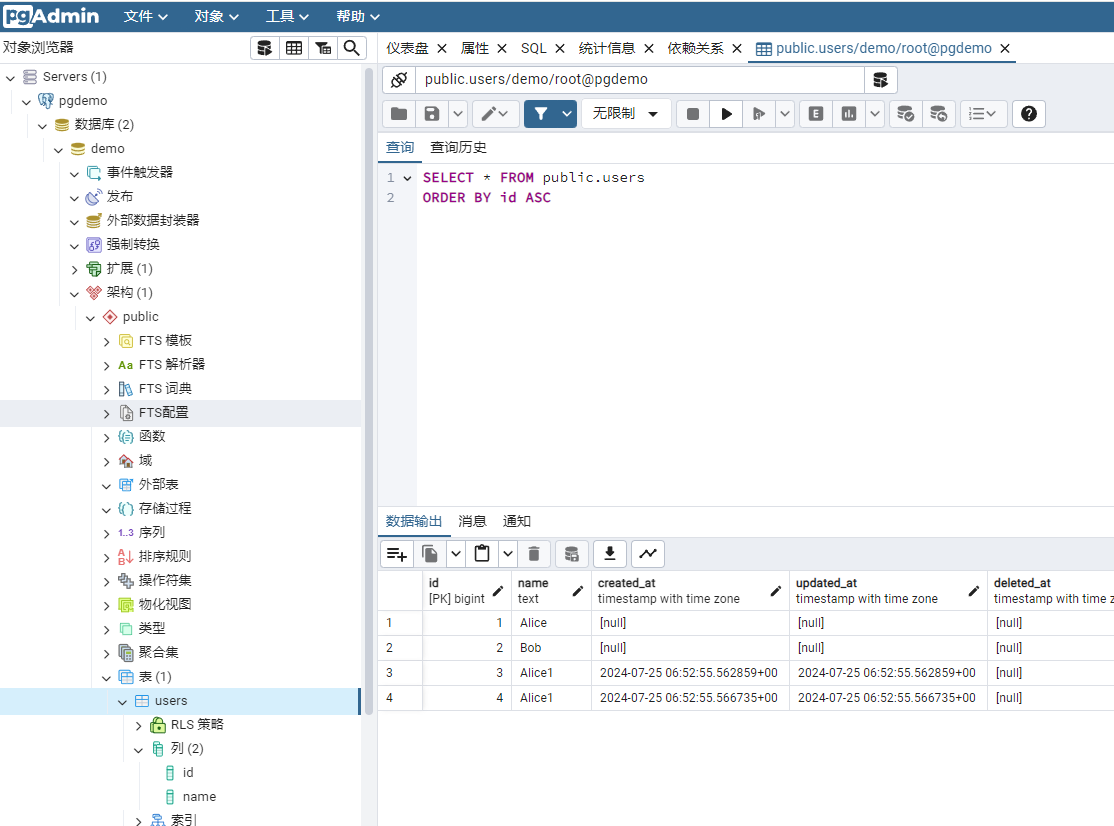 pgAdmin 文件 对象 工具 帮助
对象浏览器
Servers (1)
pgdemo
数据库 (2)
demo
事件触发器
发布
外部数据封装器
强制转换
扩展 (1)
架构 (1)
public
FTS 模板
Aa FTS 解析器
FTS 词典
FTS配置
函数
域
外部表
存储过程
1..3 序列
排序规则
操作符集
物化视图
类型
聚合集
表 (1)
users
RLS 策略
列 (2)
id
name
索引
仪表盘 属性 SQL 统计信息 依赖关系 public.users/demo/root@pgdemo
public.users/demo/root@pgdemo
无限制 E
查询 查询历史
1 SELECT * FROM public.users
2 ORDER BY id ASC
数据输出 消息 通知
id name created_at updated_at deleted_at
[PK] bigint text timestamp with time zone timestamp with time zone timestamp with time
1 1 Alice [null] [null] [null]
2 2 Bob [null] [null] [null]
3 3 Alice1 2024-07-25 06:52:55.562859+00 2024-07-25 06:52:55.562859+00 [null]
4 4 Alice1 2024-07-25 06:52:55.566735+00 2024-07-25 06:52:55.566735+00 [null]